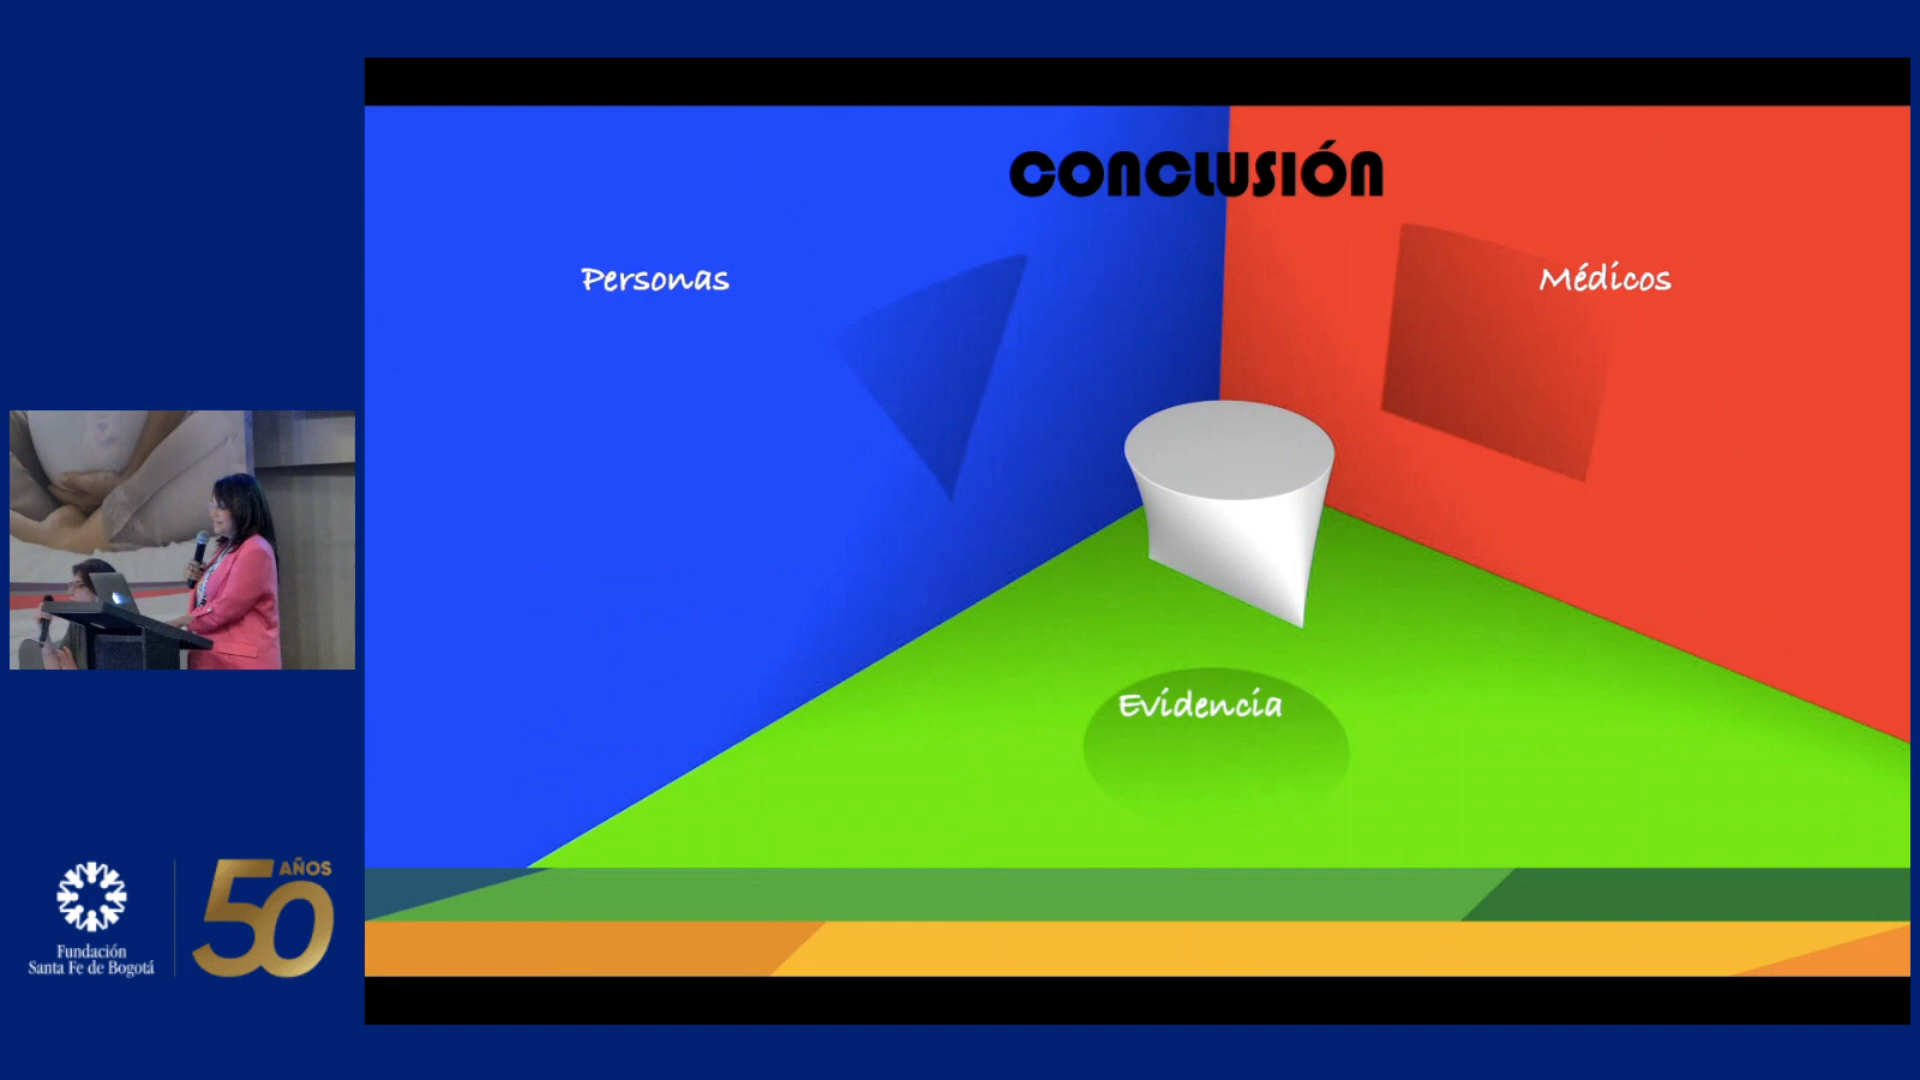 CONCLUSIÓN
Personas
Médicos
Evidencia
Fundación
Santa Fe de Bogotá
50 AÑOS